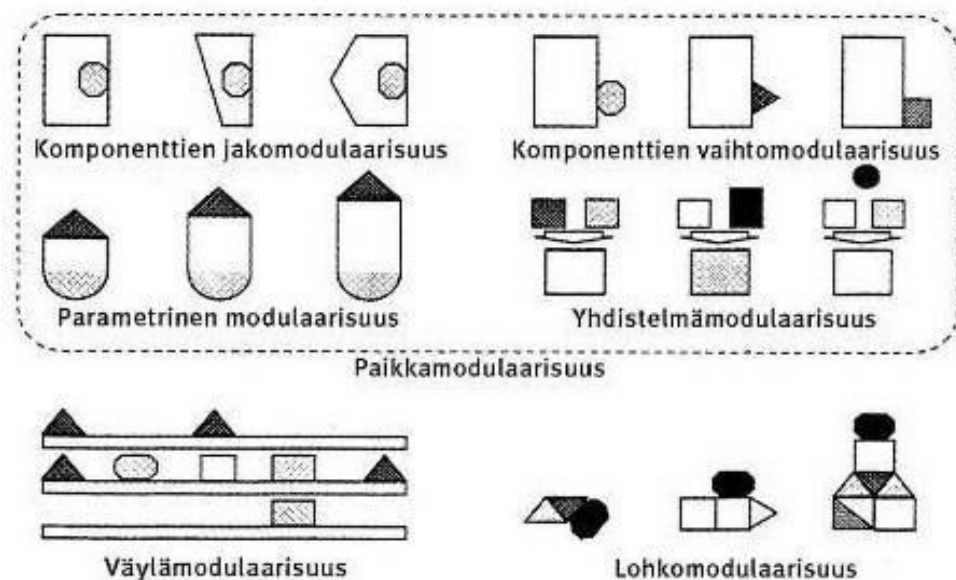 Komponenttien jakomodulaarisuus
Komponenttien vaihtomodulaarisuus
Parametrinen modulaarisuus
Yhdistelmämodulaarisuus
Paikkamodulaarisuus
Väylämodulaarisuus
Lohkomodulaarisuus